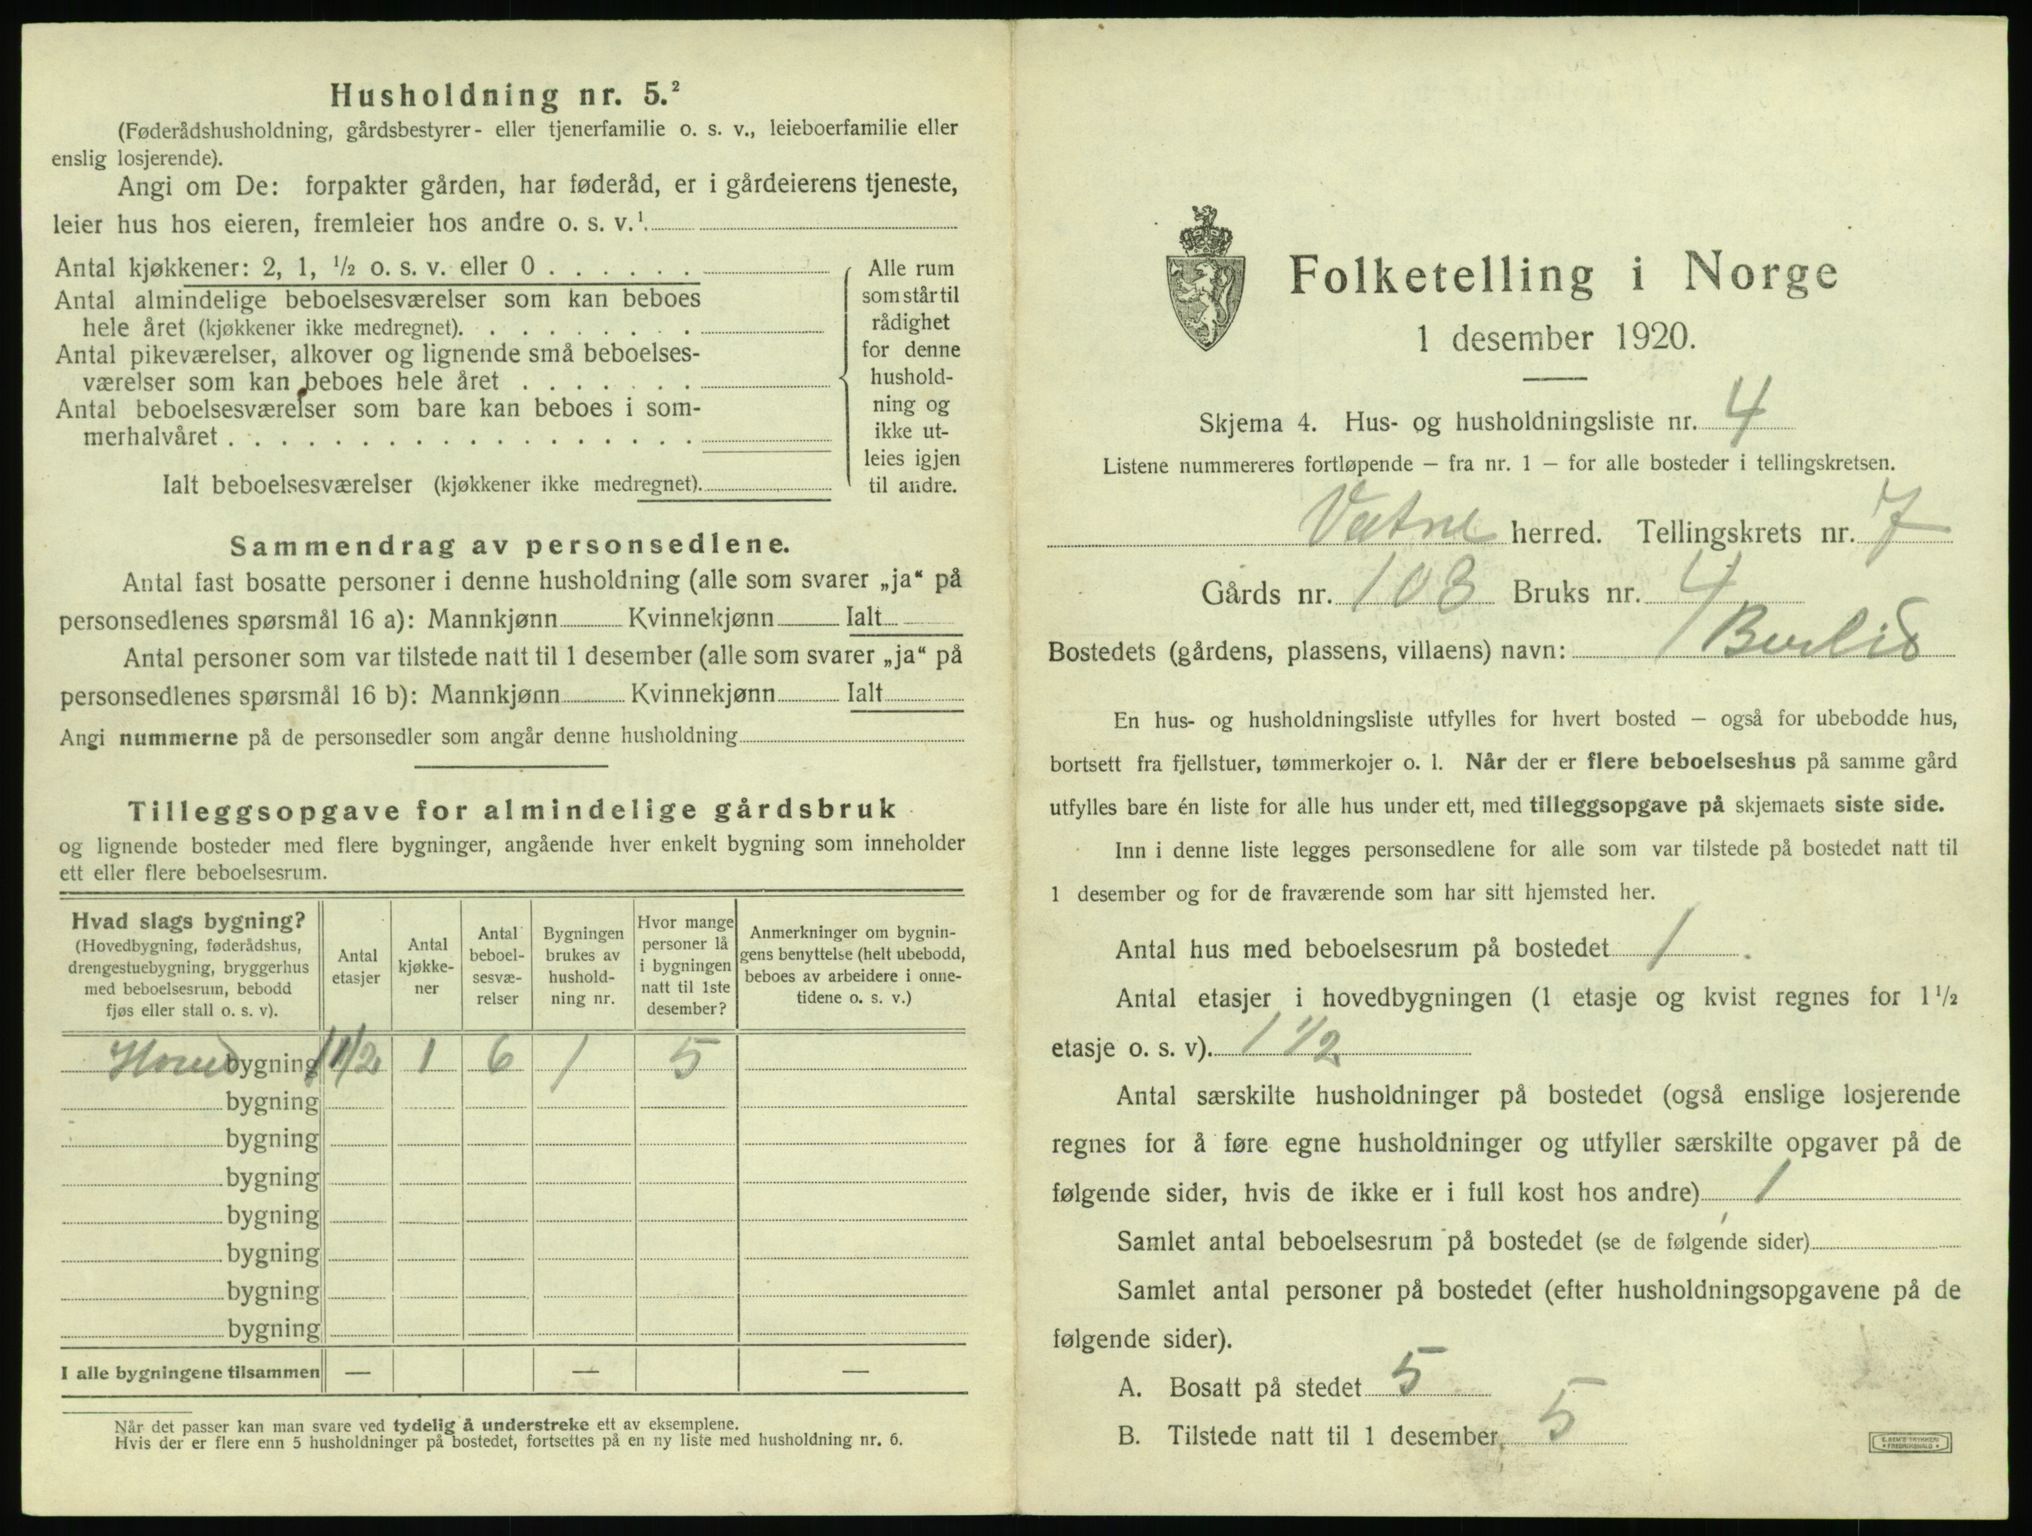 Husholdning nr. 5.²
(Føderådshusholdning, gårdsbestyrer- eller tjenerfamilie o. s. v., leieboerfamilie eller
enslig losjerende).
Angi om De: forpakter gården, har føderåd, er i gårdeierens tjeneste,
leier hus hos eieren, fremleier hos andre o. s. v.¹
Antal kjøkkener: 2, 1, ½ o. s. v. eller 0 . . . . . .
Antal almindelige beboelsesværelser som kan beboes
hele året (kjøkkener ikke medregnet). . . . . . . . .
Antal pikeværelser, alkover og lignende små beboelses-
værelser som kan beboes hele året . . . . . . .
Antal beboelsesværelser som bare kan beboes i som-
merhalvåret . . . . . . . . . . . . . . . . . .
Ialt beboelsesværelser (kjøkkener ikke medregnet).
Alle rum
som står til
rådighet
for denne
hushold-
ning og
ikke ut-
leies igjen
til andre.
Sammendrag av personsedlene.
Antal fast bosatte personer i denne husholdning (alle som svarer „ja“ på
personsedlenes spørsmål 16 a): Mannkjønn Kvinnekjønn Ialt
Antal personer som var tilstede natt til 1 desember (alle som svarer „ja“ på
personsedlenes spørsmål 16 b): Mannkjønn Kvinnekjønn Ialt
Angi nummerne på de personsedler som angår denne husholdning
Tilleggsopgave for almindelige gårdsbruk
og lignende bosteder med flere bygninger, angående hver enkelt bygning som inneholder
ett eller flere beboelsesrum.
Hvad slags bygning?
(Hovedbygning, føderådshus,
drengestuebygning, bryggerhus
med beboelsesrum, bebodd
fjøs eller stall o. s. v).
Antal
etasjer
Antal
kjøkke-
ner
Antal
beboel-
sesvæ-
relser
Bygningen
brukes av
hushold-
ning nr.
Hvor mange
personer lå
i bygningen
natt til 1ste
desember?
Anmerkninger om bygnin-
gens benyttelse (helt ubebodd,
beboes av arbeidere i onne-
tidene o. s. v.)
Hovedbygning 1 1/2 1 6 1 5
bygning
bygning
bygning
bygning
bygning
bygning
bygning
I alle bygningene tilsammen — — —
Når det passer kan man svare ved tydelig å understreke ett av eksemplene.
Hvis der er flere enn 5 husholdninger på bostedet, fortsettes på en ny liste med husholdning nr. 6.
Folketelling i Norge
1 desember 1920.
Skjema 4. Hus- og husholdningsliste nr. 4
Listene nummereres fortløpende – fra nr. 1 – for alle bosteder i tellingskretsen.
Vatne herred. Tellingskrets nr. 7
Gårds nr. 103 Bruks nr. 4
Bostedets (gårdens, plassens, villaens) navn:
En hus- og husholdningsliste utfylles for hvert bosted – også for ubebodde hus,
bortsett fra fjellstuer, tømmerkojer o. l. Når der er flere beboelseshus på samme gård
utfylles bare én liste for alle hus under ett, med tilleggsopgave på skjemaets siste side.
Inn i denne liste legges personsedlene for alle som var tilstede på bostedet natt til
1 desember og for de fraværende som har sitt hjemsted her.
Antal hus med beboelsesrum på bostedet 1
Antal etasjer i hovedbygningen (1 etasje og kvist regnes for 1½
etasje o. s. v). 1 1/2
Antal særskilte husholdninger på bostedet (også enslige losjerende
regnes for å føre egne husholdninger og utfyller særskilte opgaver på de
følgende sider, hvis de ikke er i full kost hos andre) 1
Samlet antal beboelsesrum på bostedet (se de følgende sider)
Samlet antal personer på bostedet (efter husholdningsopgavene på de
følgende sider).
A. Bosatt på stedet 5
B. Tilstede natt til 1 desember 5